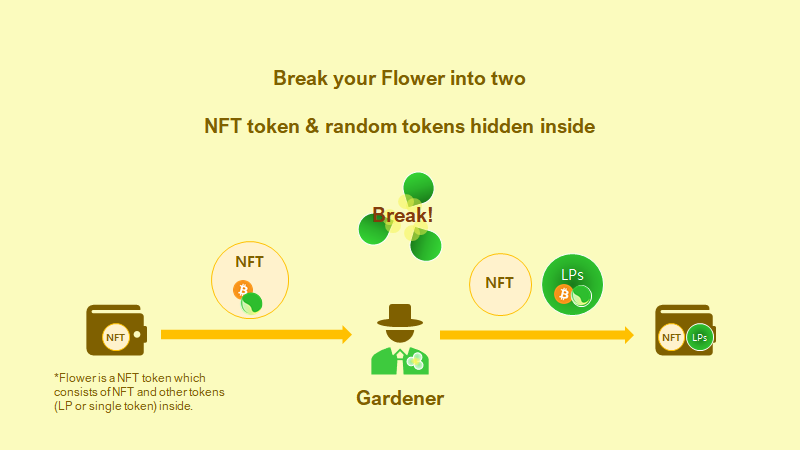 Break your Flower into two
NFT token & random tokens hidden inside
Break!
NFT
NFT
LPs
NFT
NFT
LPs
Gardener
*Flower is a NFT token which
consists of NFT and other tokens
(LP or single token) inside.